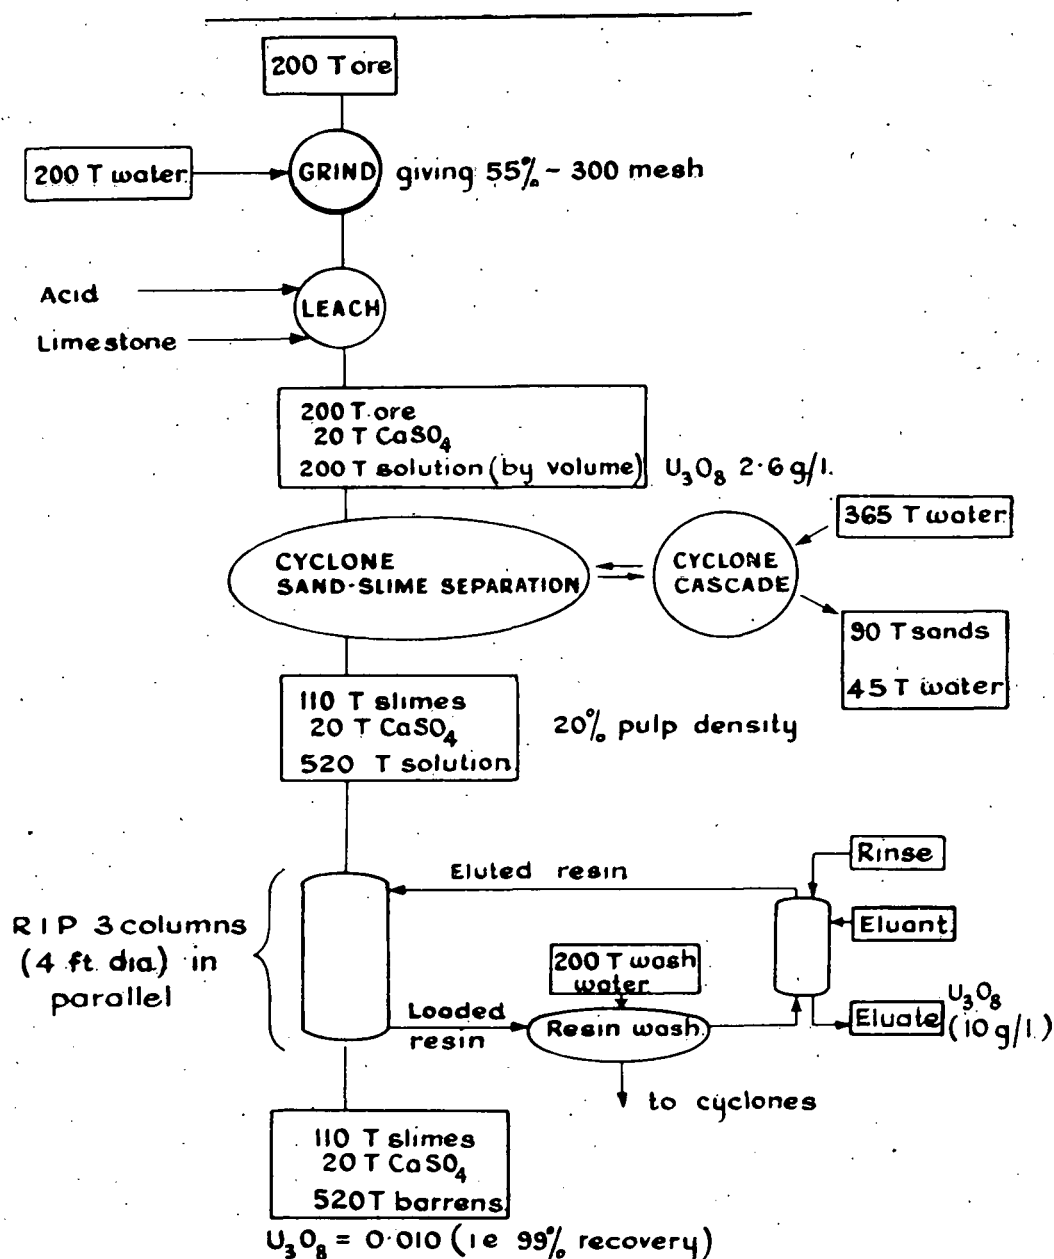 200 T ore
200 T water
GRIND
giving 55% - 300 mesh
Acid
LEACH
Limestone
200 T ore
20 T CaSO4
200 T solution (by volume)
U3O8 2·6 g/l.
CYCLONE
SAND-SLIME SEPARATION
CYCLONE
CASCADE
365 T water
90 T sands
45 T water
110 T slimes
20 T CaSO4
520 T solution
20% pulp density
Rinse
Eluted resin
R I P 3 columns
(4 ft. dia) in
parallel
Eluant.
200 T wash
water
Loaded
resin
Resin wash
Eluate
U3O8
(10 g/l.)
to cyclones
110 T slimes
20 T CaSO4
520 T barrens
U3O8 = 0·010 (ie 99% recovery)